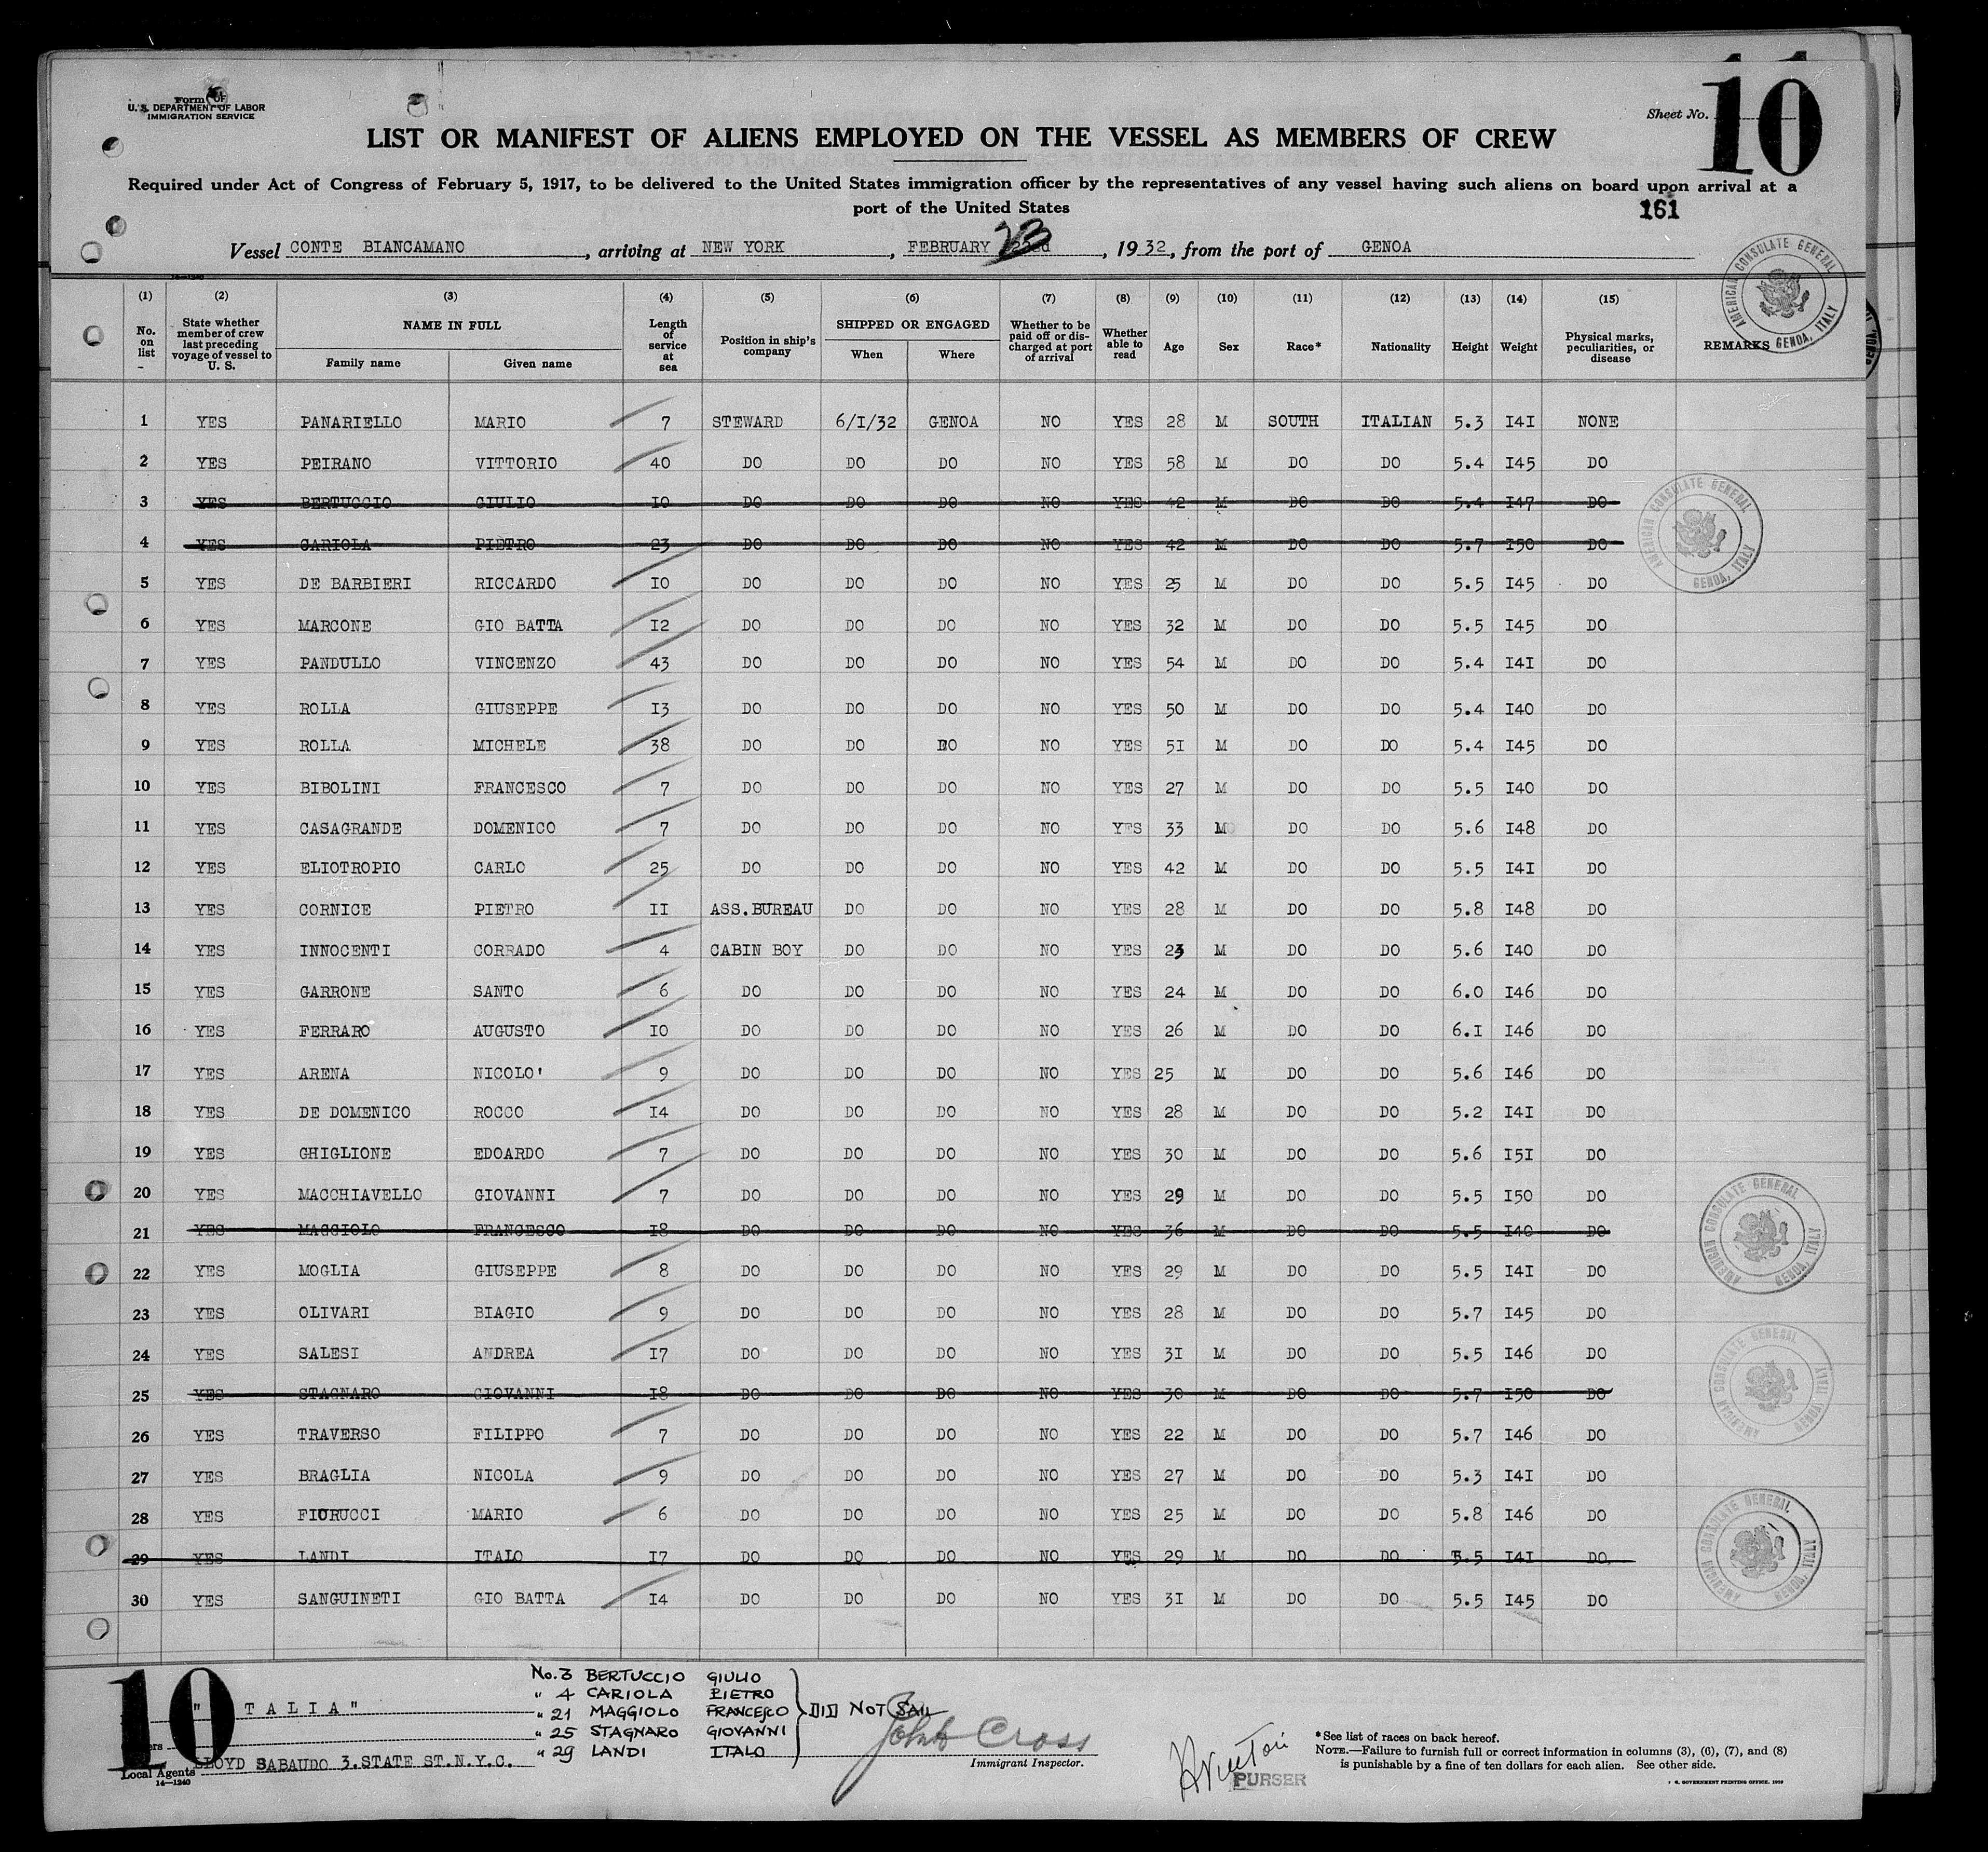 Form
U. S. DEPARTMENT OF LABOR
IMMIGRATION SERVICE
Sheet No. 10
LIST OR MANIFEST OF ALIENS EMPLOYED ON THE VESSEL AS MEMBERS OF CREW
Required under Act of Congress of February 5, 1917, to be delivered to the United States immigration officer by the representatives of any vessel having such aliens on board upon arrival at a
port of the United States
161
Vessel CONTE BIANCAMANO, arriving at NEW YORK, FEBRUARY 23, 1932, from the port of GENOA
AMERICAN CONSULATE GENERAL GENOA, ITALY
(1) (2) (3) (4) (5) (6) (7) (8) (9) (10) (11) (12) (13) (14) (15)
No. on list State whether member of crew last preceding voyage of vessel to U. S. NAME IN FULL Family name Given name Length of service at sea Position in ship's company SHIPPED OR ENGAGED When Where Whether to be paid off or discharged at port of arrival Whether able to read Age Sex Race* Nationality Height Weight Physical marks, peculiarities, or disease REMARKS
1 YES PANARIELLO MARIO 7 STEWARD 6/I/32 GENOA NO YES 28 M SOUTH ITALIAN 5.3 I4I NONE
2 YES PEIRANO VITTORIO 40 DO DO DO NO YES 58 M DO DO 5.4 I45 DO
3 YES BERTUCCIO GIULIO I0 DO DO DO NO YES 42 M DO DO 5.4 I47 DO
4 YES CARIOLA PIETRO 23 DO DO DO NO YES 42 M DO DO 5.7 I50 DO
AMERICAN CONSULATE GENERAL GENOA, ITALY
5 YES DE BARBIERI RICCARDO I0 DO DO DO NO YES 25 M DO DO 5.5 I45 DO
6 YES MARCONE GIO BATTA I2 DO DO DO NO YES 32 M DO DO 5.5 I45 DO
7 YES PANDULLO VINCENZO 43 DO DO DO NO YES 54 M DO DO 5.4 I4I DO
8 YES ROLLA GIUSEPPE I3 DO DO DO NO YES 50 M DO DO 5.4 I40 DO
9 YES ROLLA MICHELE 38 DO DO DO NO YES 5I M DO DO 5.4 I45 DO
10 YES BIBOLINI FRANCESCO 7 DO DO DO NO YES 27 M DO DO 5.5 I40 DO
11 YES CASAGRANDE DOMENICO 7 DO DO DO NO YES 33 M DO DO 5.6 I48 DO
12 YES ELIOTROPIO CARLO 25 DO DO DO NO YES 42 M DO DO 5.5 I4I DO
13 YES CORNICE PIETRO II ASS.BUREAU DO DO NO YES 28 M DO DO 5.8 I48 DO
14 YES INNOCENTI CORRADO 4 CABIN BOY DO DO NO YES 23 M DO DO 5.6 I40 DO
15 YES GARRONE SANTO 6 DO DO DO NO YES 24 M DO DO 6.0 I46 DO
16 YES FERRARO AUGUSTO I0 DO DO DO NO YES 26 M DO DO 6.I I46 DO
17 YES ARENA NICOLO' 9 DO DO DO NO YES 25 M DO DO 5.6 I46 DO
18 YES DE DOMENICO ROCCO I4 DO DO DO NO YES 28 M DO DO 5.2 I4I DO
19 YES GHIGLIONE EDOARDO 7 DO DO DO NO YES 30 M DO DO 5.6 I5I DO
20 YES MACCHIAVELLO GIOVANNI 7 DO DO DO NO YES 29 M DO DO 5.5 I50 DO
21 YES MAGGIOLO FRANCESCO I8 DO DO DO NO YES 36 M DO DO 5.5 I40 DO
AMERICAN CONSULATE GENERAL GENOA, ITALY
22 YES MOGLIA GIUSEPPE 8 DO DO DO NO YES 29 M DO DO 5.5 I4I DO
23 YES OLIVARI BIAGIO 9 DO DO DO NO YES 28 M DO DO 5.7 I45 DO
24 YES SALESI ANDREA I7 DO DO DO NO YES 3I M DO DO 5.5 I46 DO
25 YES STAGNARO GIOVANNI I8 DO DO DO NO YES 30 M DO DO 5.7 I50 DO
AMERICAN CONSULATE GENERAL GENOA, ITALY
26 YES TRAVERSO FILIPPO 7 DO DO DO NO YES 22 M DO DO 5.7 I46 DO
27 YES BRAGLIA NICOLA 9 DO DO DO NO YES 27 M DO DO 5.3 I4I DO
28 YES FIORUCCI MARIO 6 DO DO DO NO YES 25 M DO DO 5.8 I46 DO
29 YES LANDI ITALO I7 DO DO DO NO YES 29 M DO DO 5.5 I4I DO
AMERICAN CONSULATE GENERAL GENOA, ITALY
30 YES SANGUINETI GIO BATTA I4 DO DO DO NO YES 3I M DO DO 5.5 I45 DO
10
No. 3 BERTUCCIO GIULIO
" 4 CARIOLA PIETRO
" 21 MAGGIOLO FRANCESCO DID NOT SAIL
" 25 STAGNARO GIOVANNI
" 29 LANDI ITALO
" TALIA"
Local Agents LLOYD SABAUDO 3.STATE ST.N.Y.C.
14—1240
John Cross
Immigrant Inspector.
PURSER
*See list of races on back hereof.
NOTE.—Failure to furnish full or correct information in columns (3), (6), (7), and (8)
is punishable by a fine of ten dollars for each alien. See other side.
GOVERNMENT PRINTING OFFICE